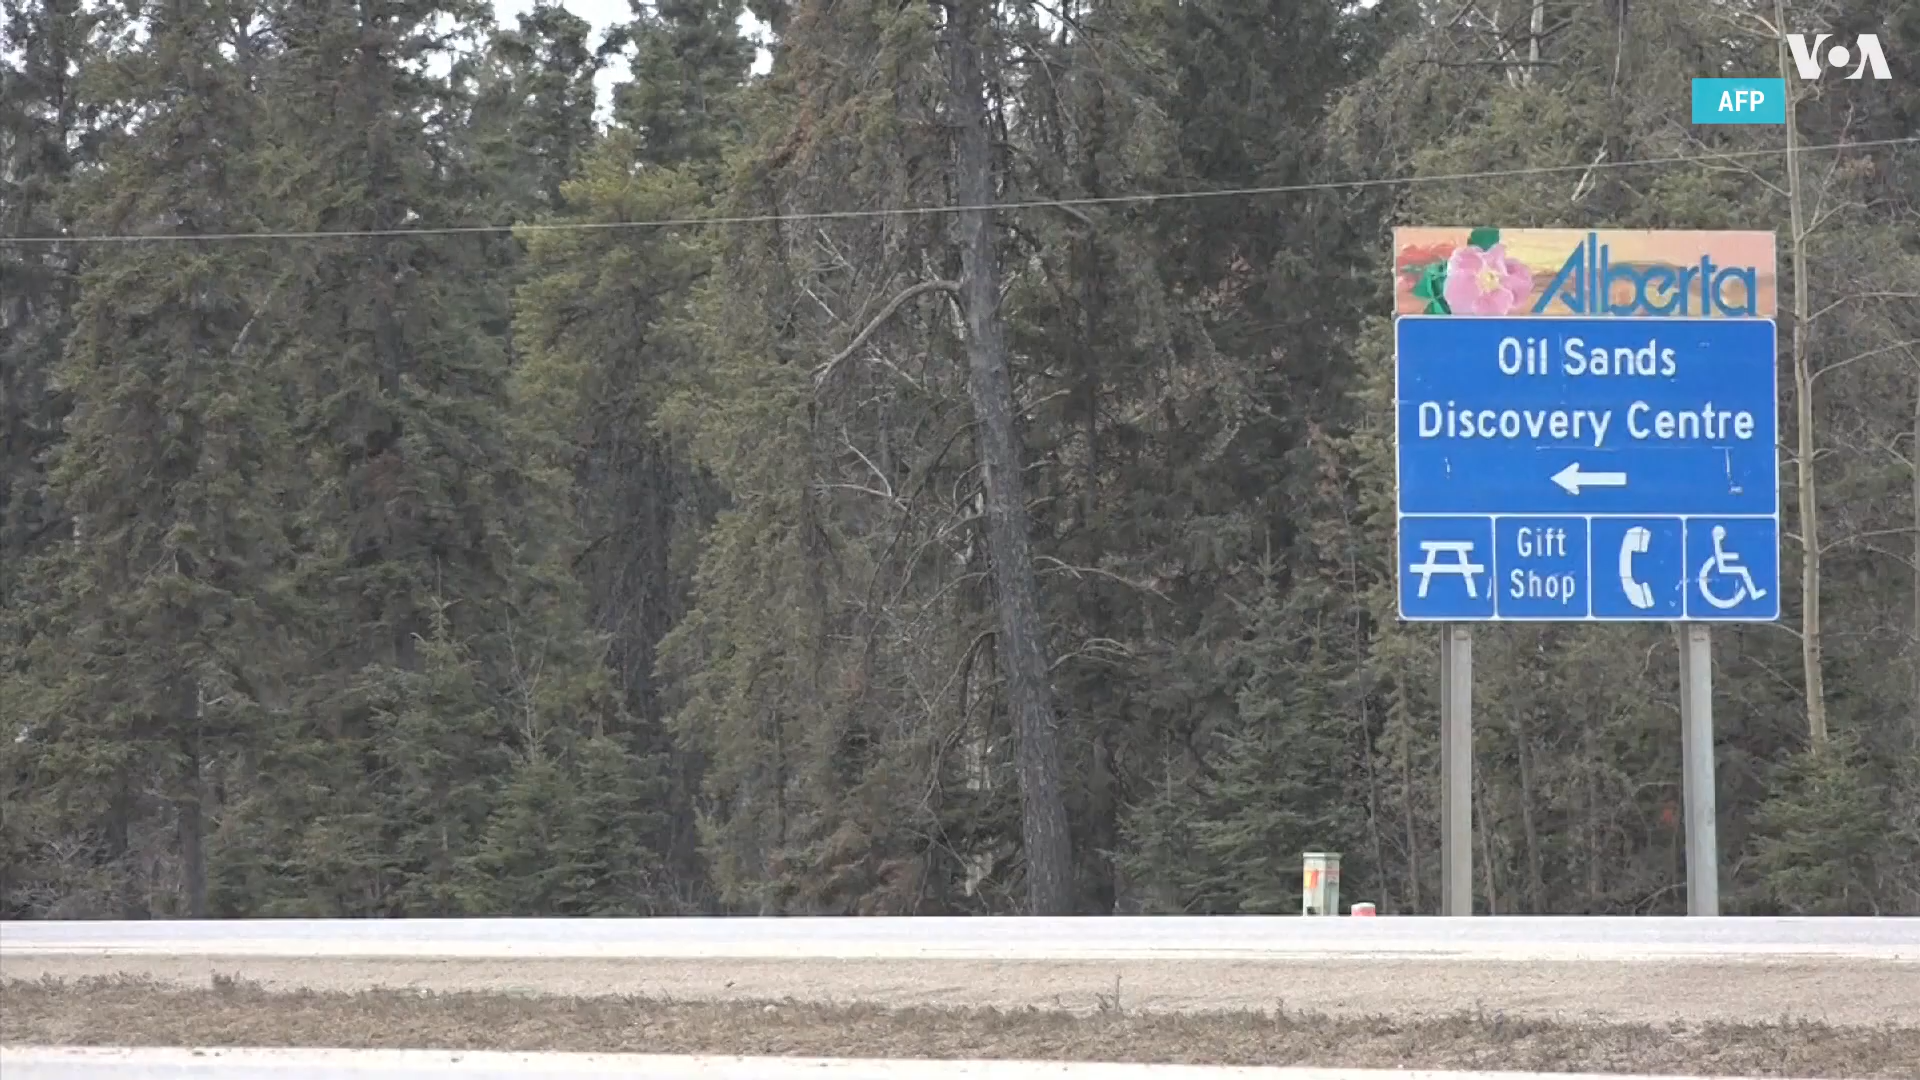 VOA
AFP
Alberta
Oil Sands
Discovery Centre
Gift
Shop